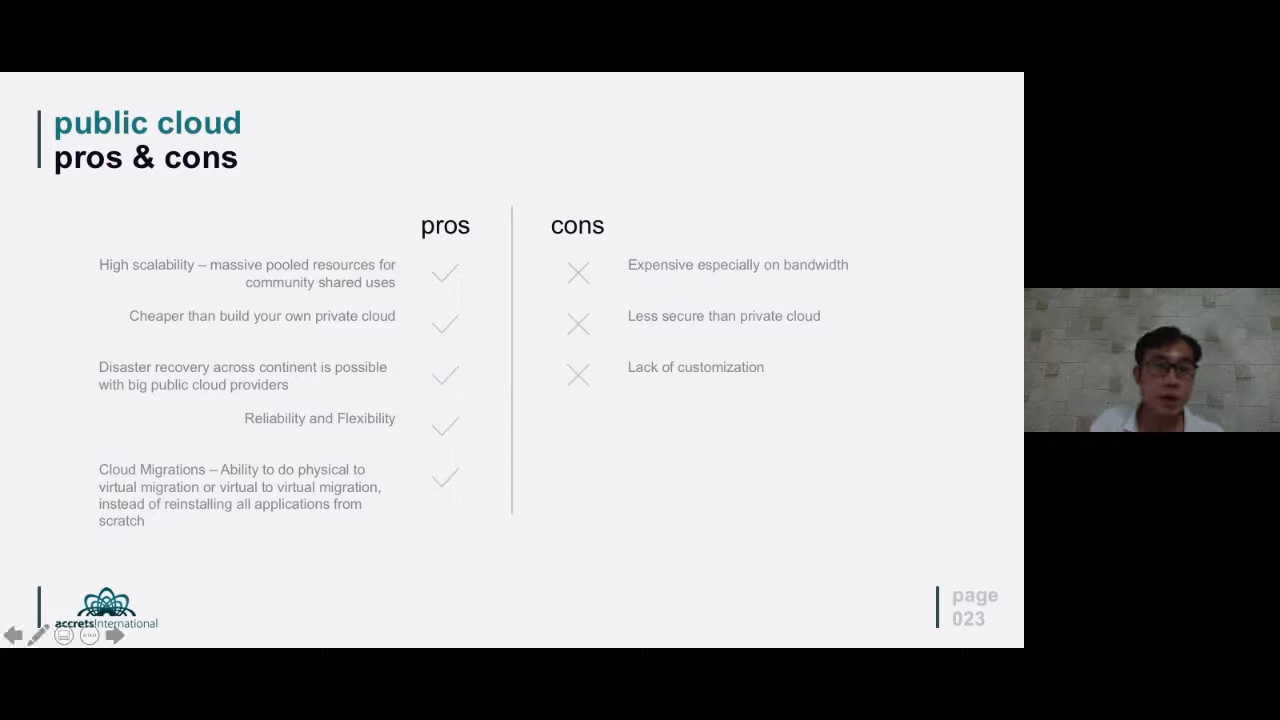 public cloud
pros & cons
pros
High scalability – massive pooled resources for
community shared uses
Cheaper than build your own private cloud
Disaster recovery across continent is possible
with big public cloud providers
Reliability and Flexibility
Cloud Migrations – Ability to do physical to
virtual migration or virtual to virtual migration,
instead of reinstalling all applications from
scratch
cons
Expensive especially on bandwidth
Less secure than private cloud
Lack of customization
accretsInternational
page
023